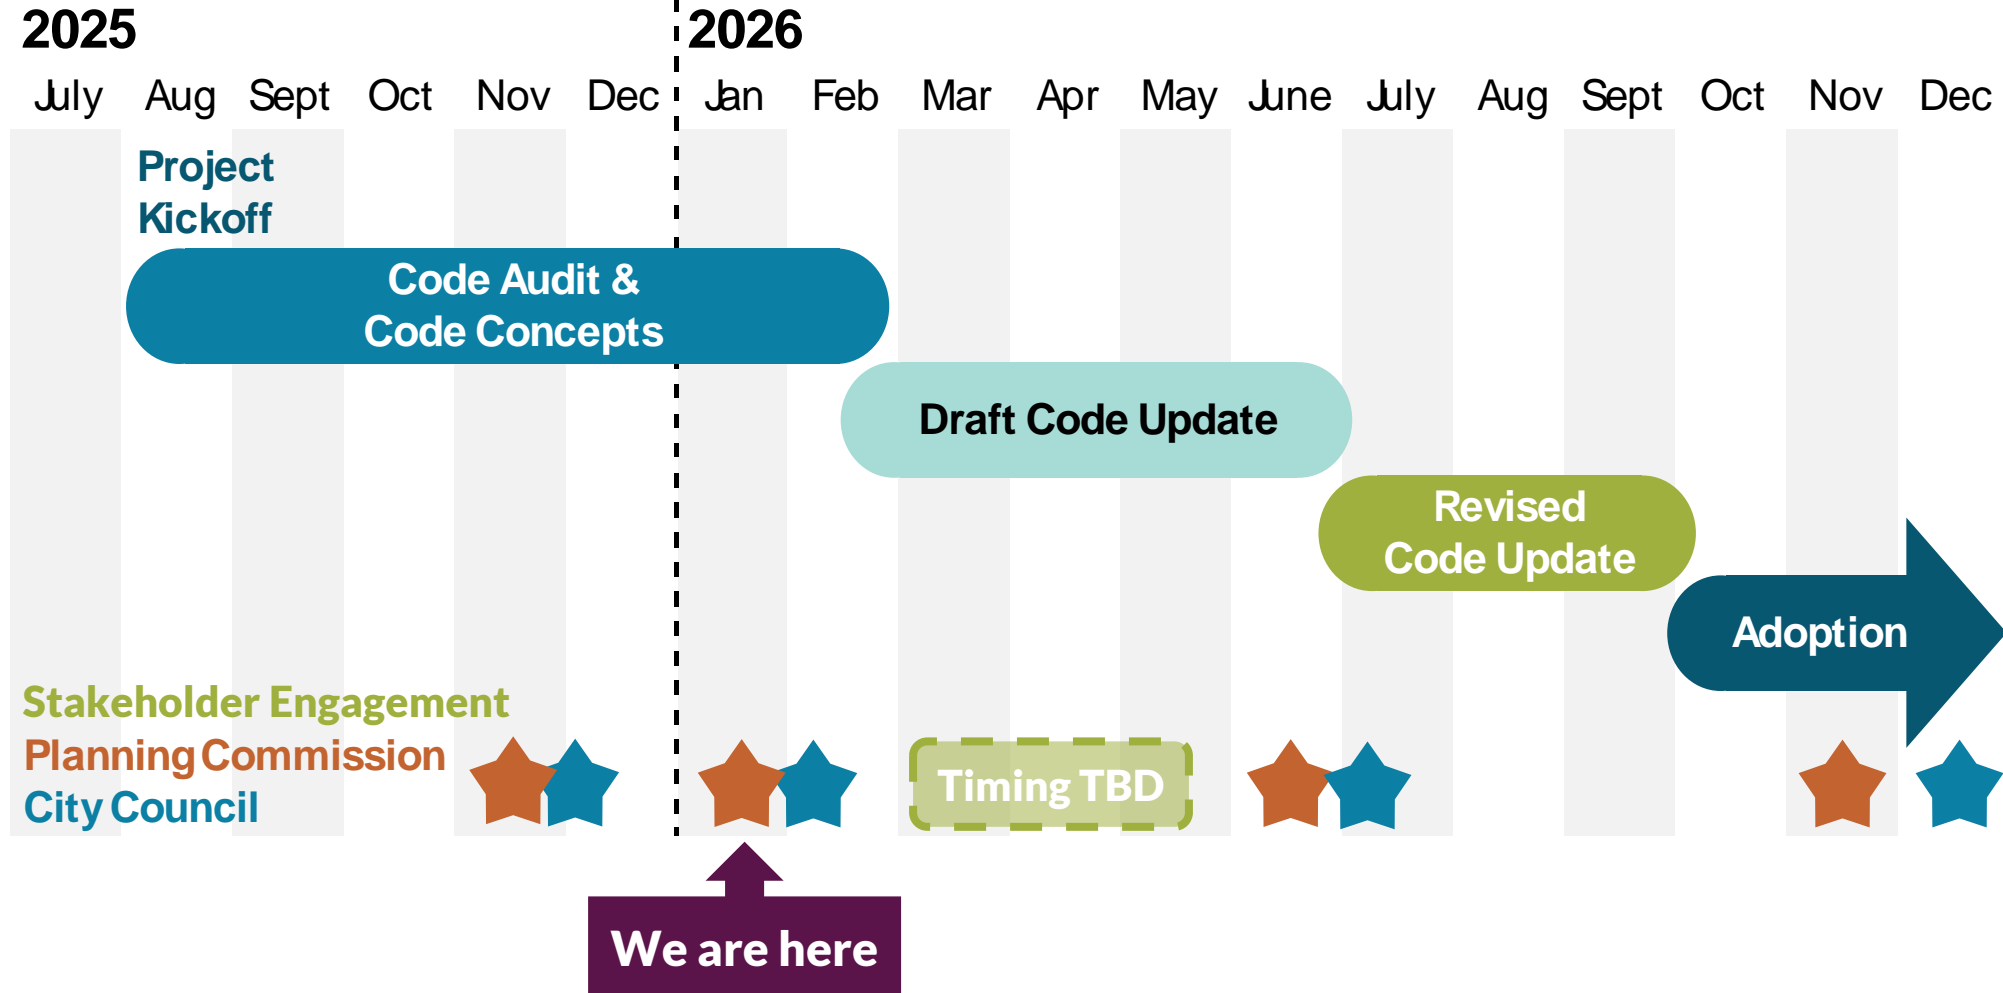 2025
2026
July Aug Sept Oct Nov Dec Jan Feb Mar Apr May June July Aug Sept Oct Nov Dec
Project
Kickoff
Code Audit &
Code Concepts
Draft Code Update
Revised
Code Update
Adoption
Stakeholder Engagement
Planning Commission
City Council
Timing TBD
We are here